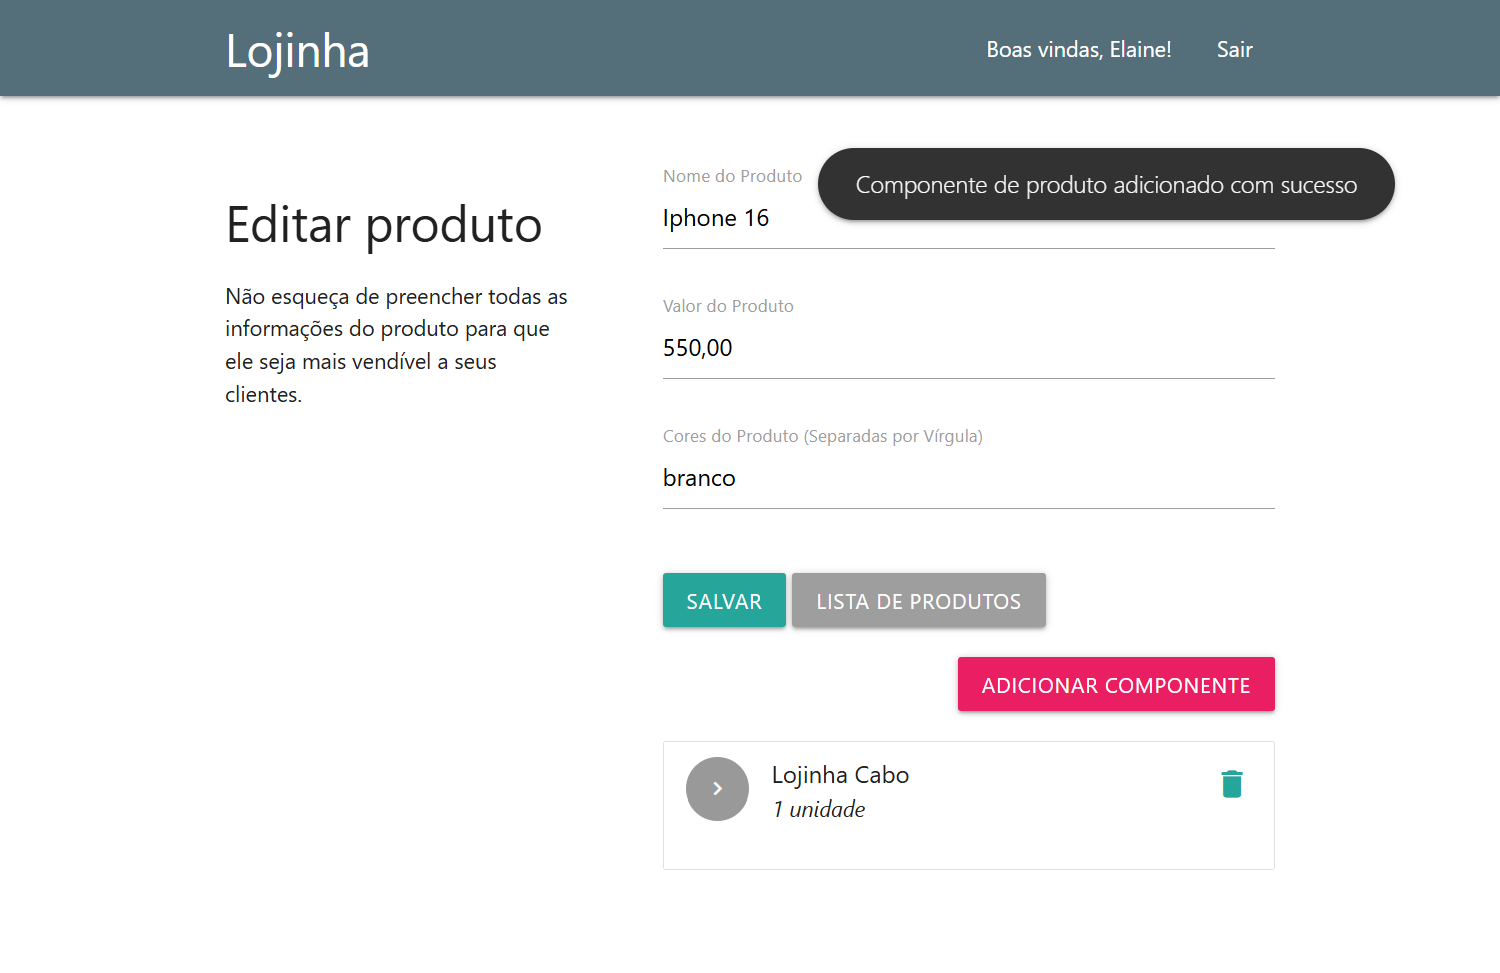 Lojinha
Boas vindas, Elaine!
Sair
Editar produto
Não esqueça de preencher todas as
informações do produto para que
ele seja mais vendível a seus
clientes.
Nome do Produto
Componente de produto adicionado com sucesso
Iphone 16
Valor do Produto
550,00
Cores do Produto (Separadas por Vírgula)
branco
SALVAR
LISTA DE PRODUTOS
ADICIONAR COMPONENTE
Lojinha Cabo
1 unidade